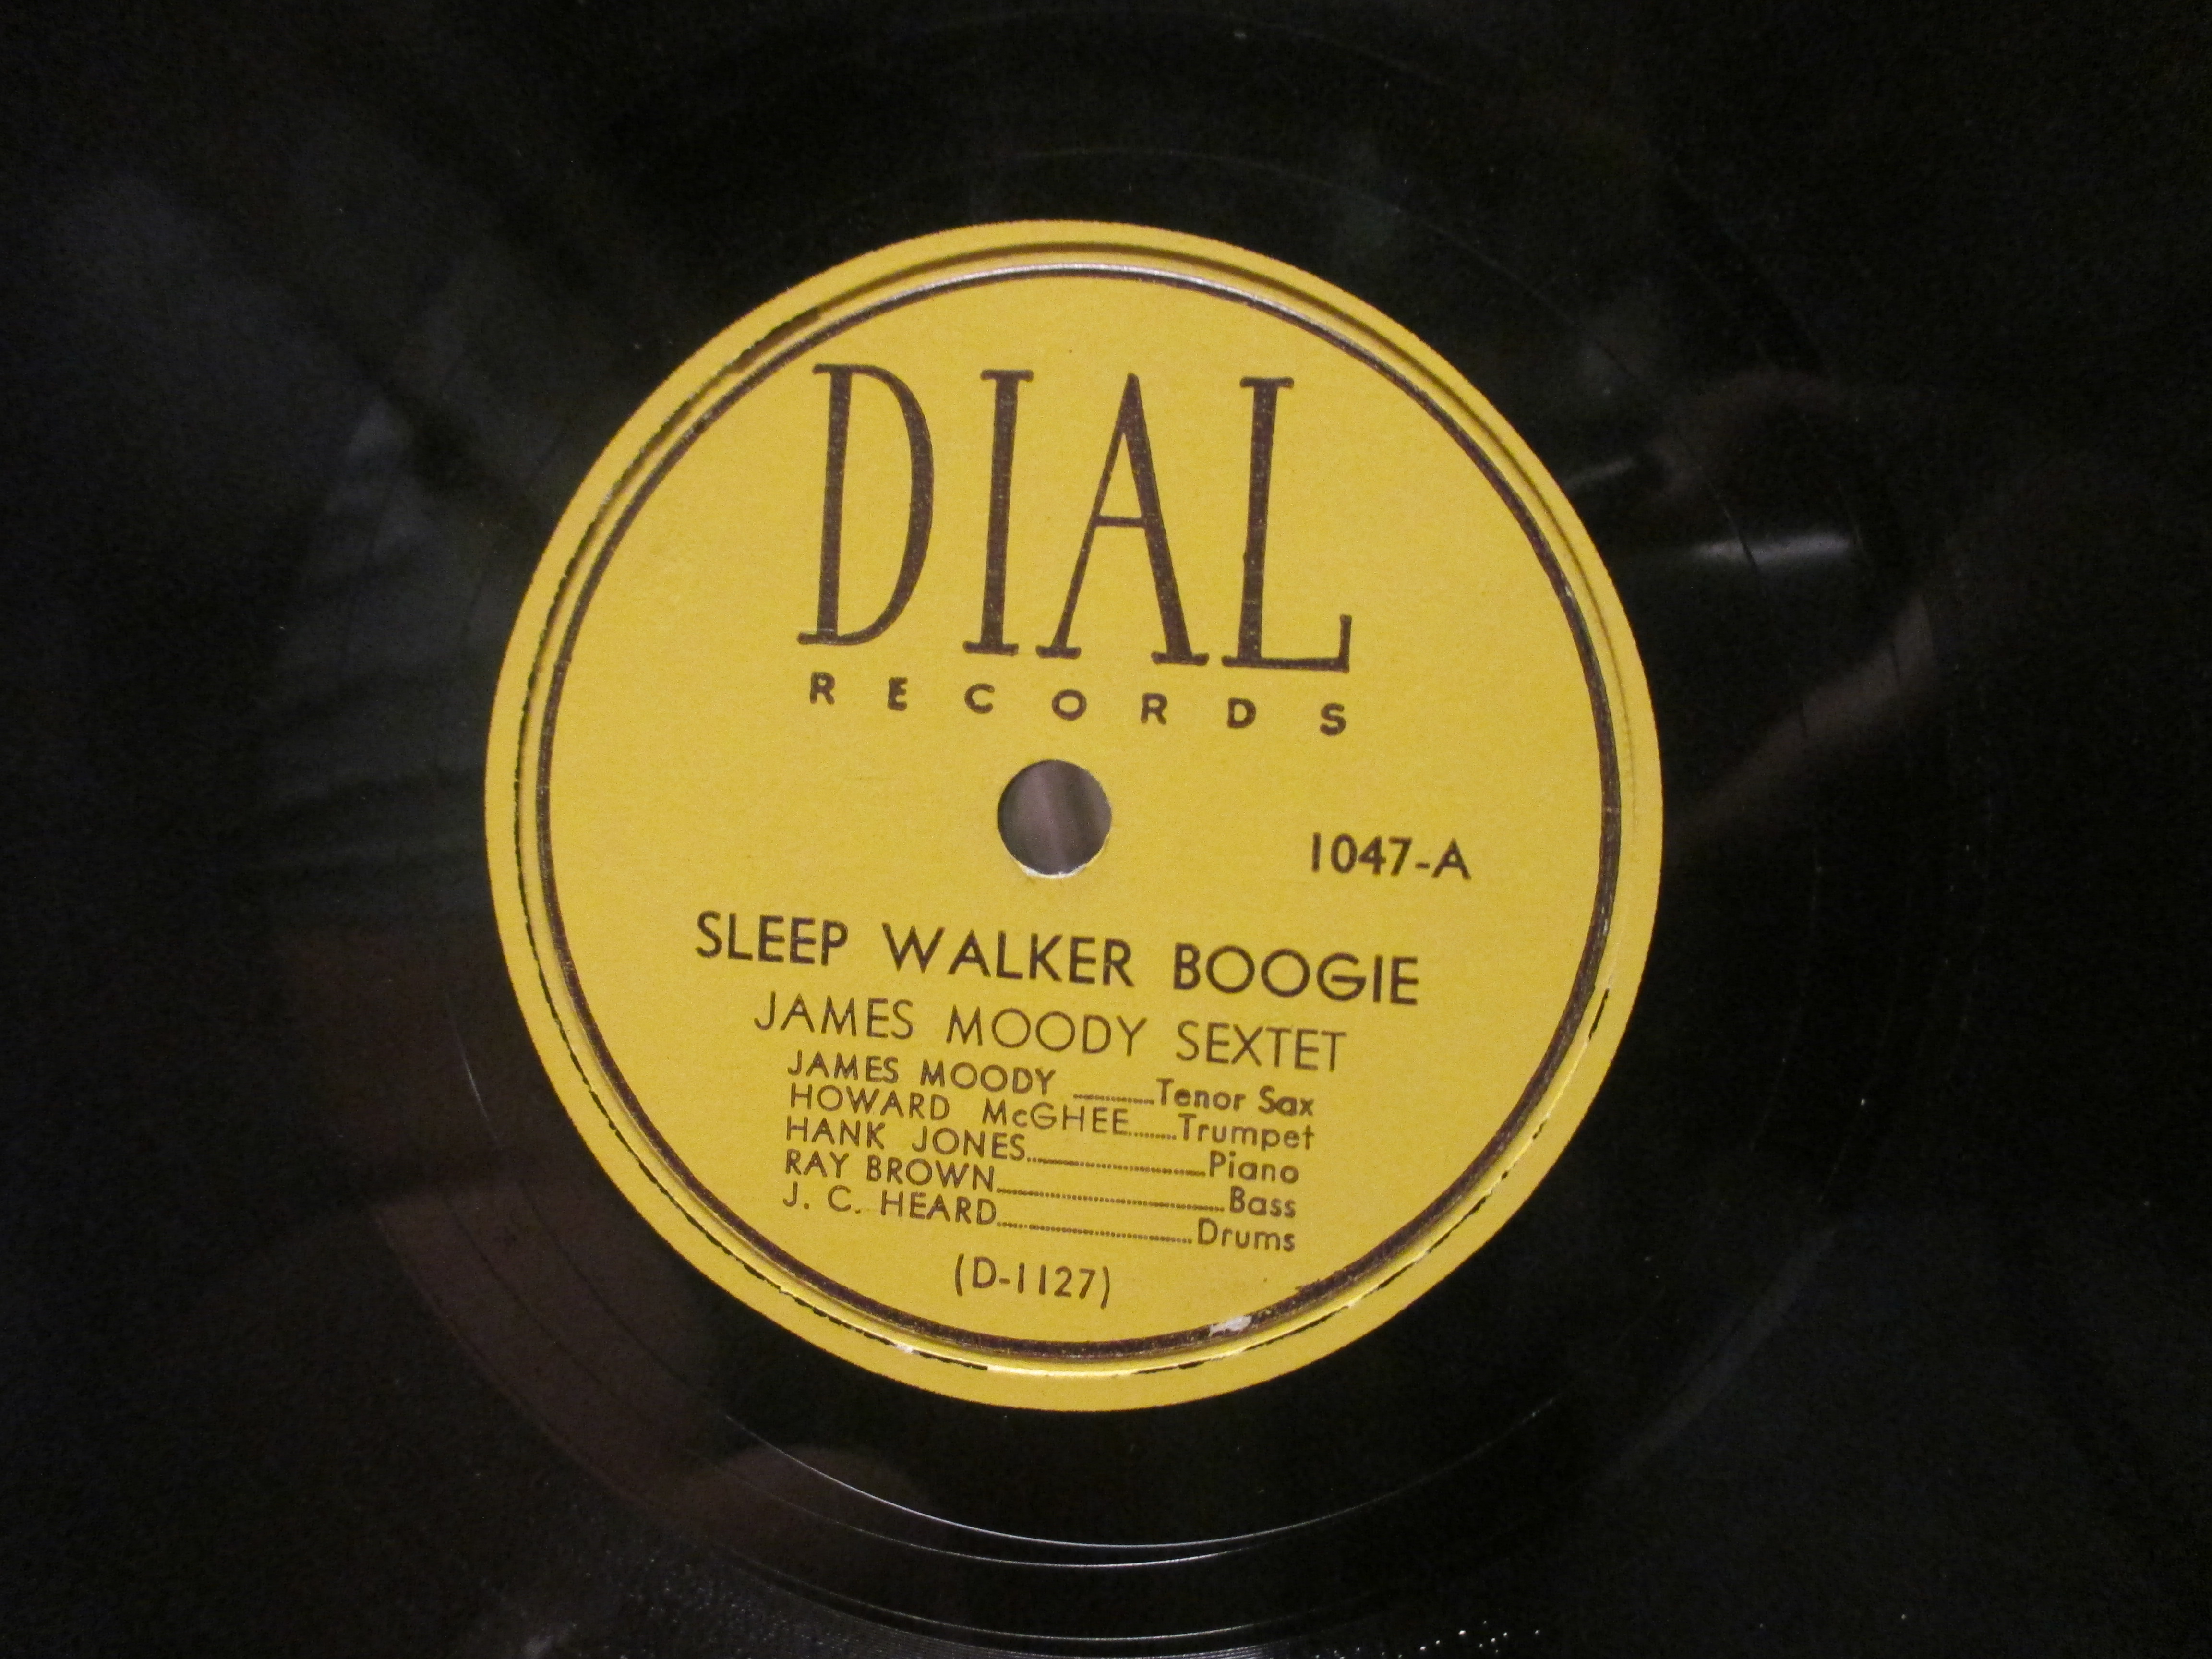 DIAL
RECORDS
1047-A
SLEEP WALKER BOOGIE
JAMES MOODY SEXTET
JAMES MOODY ........Tenor Sax
HOWARD McGHEE........Trumpet
HANK JONES........................Piano
RAY BROWN..............................Bass
J. C. HEARD..........................Drums
(D-1127)